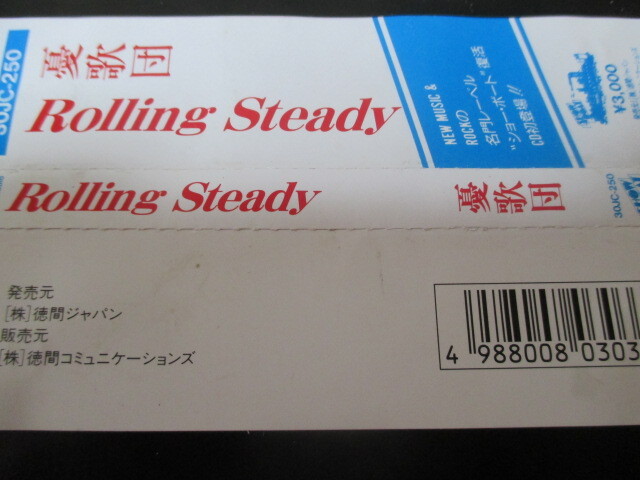 30JC-250
憂歌団
Rolling Steady
NEW MUSIC &
ROCKの
名門レーベル
"ショーボート"復活
CD初登場!!
¥3,000
Rolling Steady
憂歌団
30JC-250
発売元
[株]徳間ジャパン
販売元
[株]徳間コミュニケーションズ
4 988008 0303